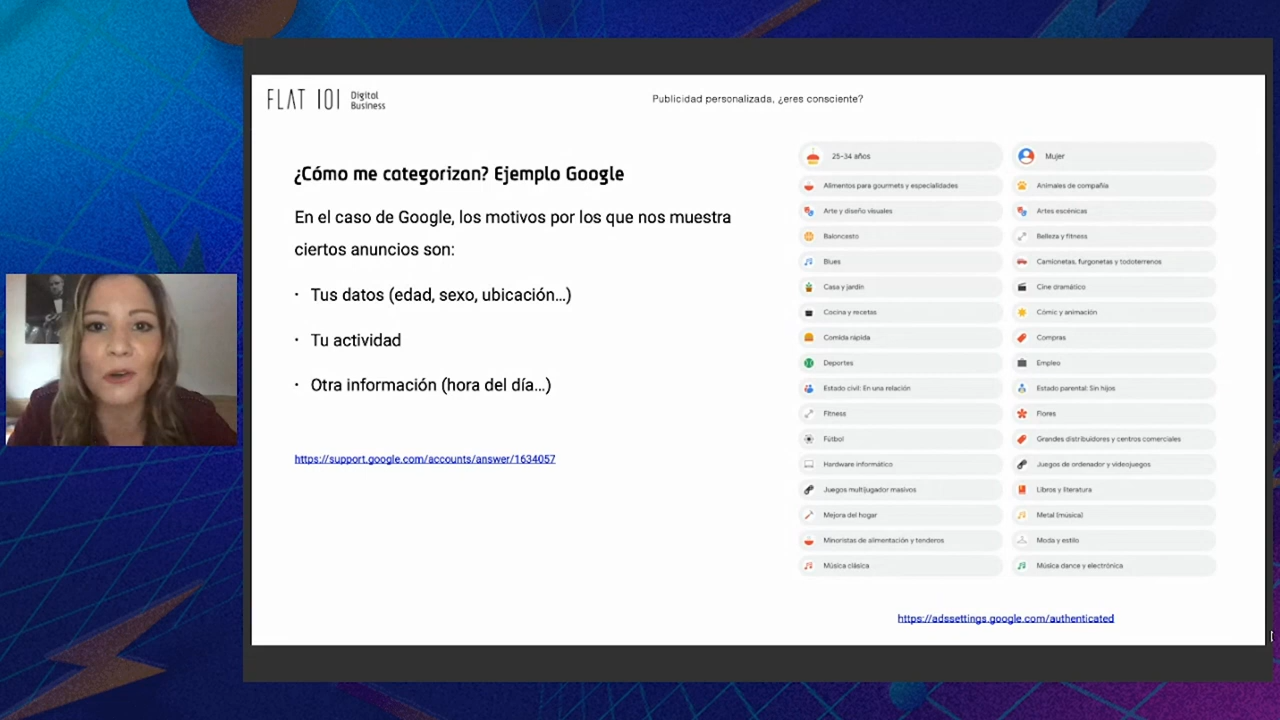 FLAT 101 Digital Business
Publicidad personalizada, ¿eres consciente?
¿Cómo me categorizan? Ejemplo Google
En el caso de Google, los motivos por los que nos muestra
ciertos anuncios son:
· Tus datos (edad, sexo, ubicación...)
· Tu actividad
· Otra información (hora del día...)
https://support.google.com/accounts/answer/1634057
25-34 años
Mujer
Alimentos para gourmets y especialidades
Animales de compañía
Arte y diseño visuales
Artes escénicas
Baloncesto
Belleza y fitness
Blues
Camionetas, furgonetas y todoterrenos
Casa y jardín
Cine dramático
Cocina y recetas
Cómic y animación
Comida rápida
Compras
Deportes
Empleo
Estado civil: En una relación
Estado parental: Sin hijos
Fitness
Flores
Fútbol
Grandes distribuidores y centros comerciales
Hardware informático
Juegos de ordenador y videojuegos
Juegos multijugador masivos
Libros y literatura
Mejora del hogar
Metal (música)
Minoristas de alimentación y tenderos
Moda y estilo
Música clásica
Música dance y electrónica
https://adssettings.google.com/authenticated